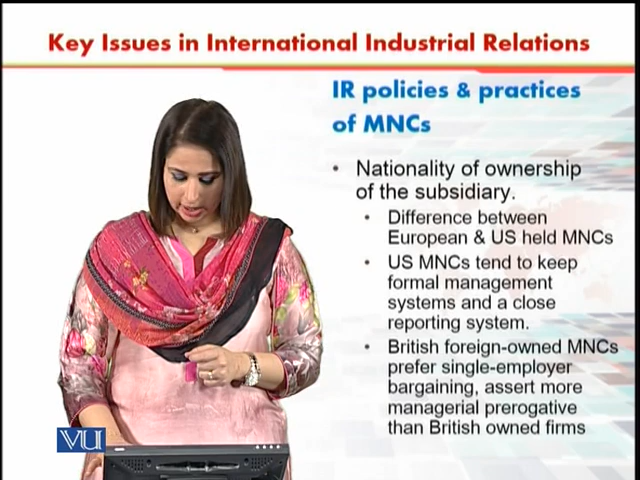 Key Issues in International Industrial Relations
IR policies & practices
of MNCs
• Nationality of ownership
of the subsidiary.
• Difference between
European & US held MNCs
• US MNCs tend to keep
formal management
systems and a close
reporting system.
• British foreign-owned MNCs
prefer single-employer
bargaining, assert more
managerial prerogative
than British owned firms
VU